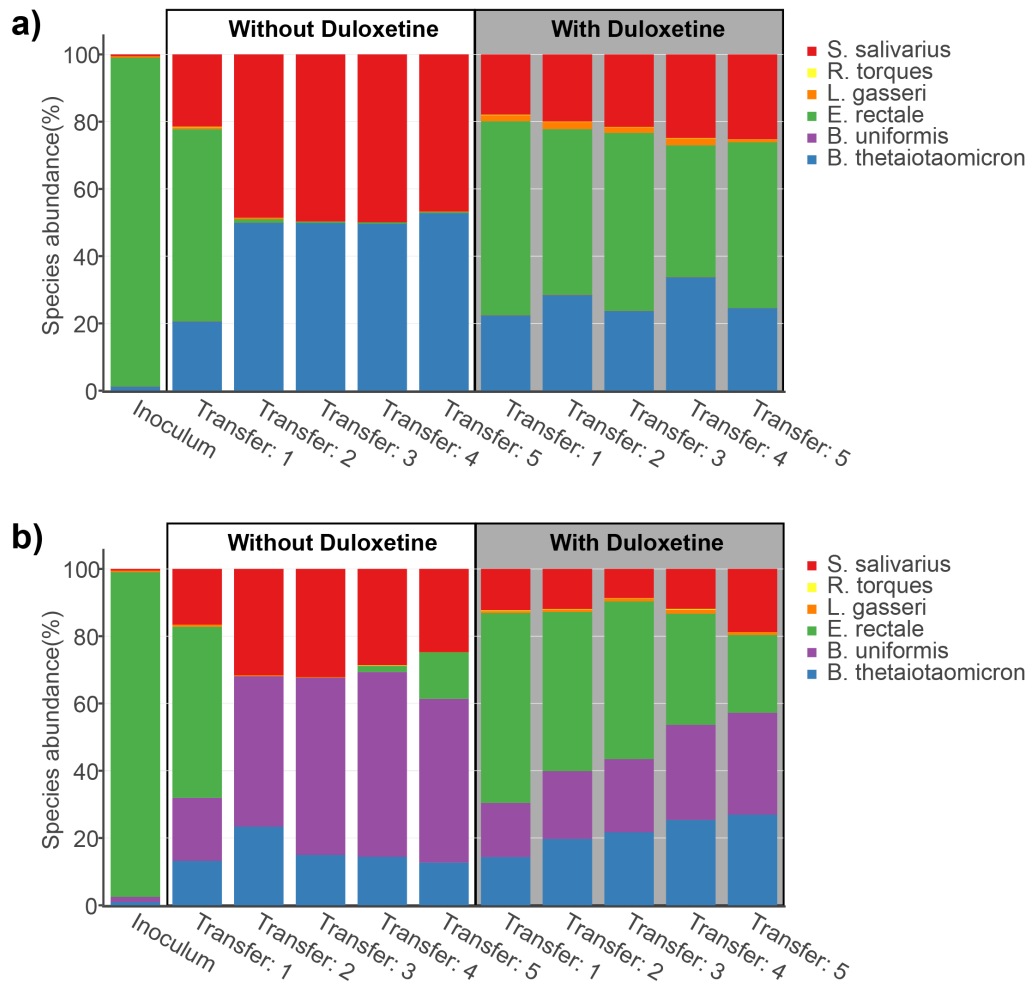 a)
Without Duloxetine
With Duloxetine
Species abundance(%)
100
80
60
40
20
0
Inoculum
Transfer: 1
Transfer: 2
Transfer: 3
Transfer: 4
Transfer: 5
Transfer: 1
Transfer: 2
Transfer: 3
Transfer: 4
Transfer: 5
S. salivarius
R. torques
L. gasseri
E. rectale
B. uniformis
B. thetaiotaomicron
b)
Without Duloxetine
With Duloxetine
Species abundance(%)
100
80
60
40
20
0
Inoculum
Transfer: 1
Transfer: 2
Transfer: 3
Transfer: 4
Transfer: 5
Transfer: 1
Transfer: 2
Transfer: 3
Transfer: 4
Transfer: 5
S. salivarius
R. torques
L. gasseri
E. rectale
B. uniformis
B. thetaiotaomicron